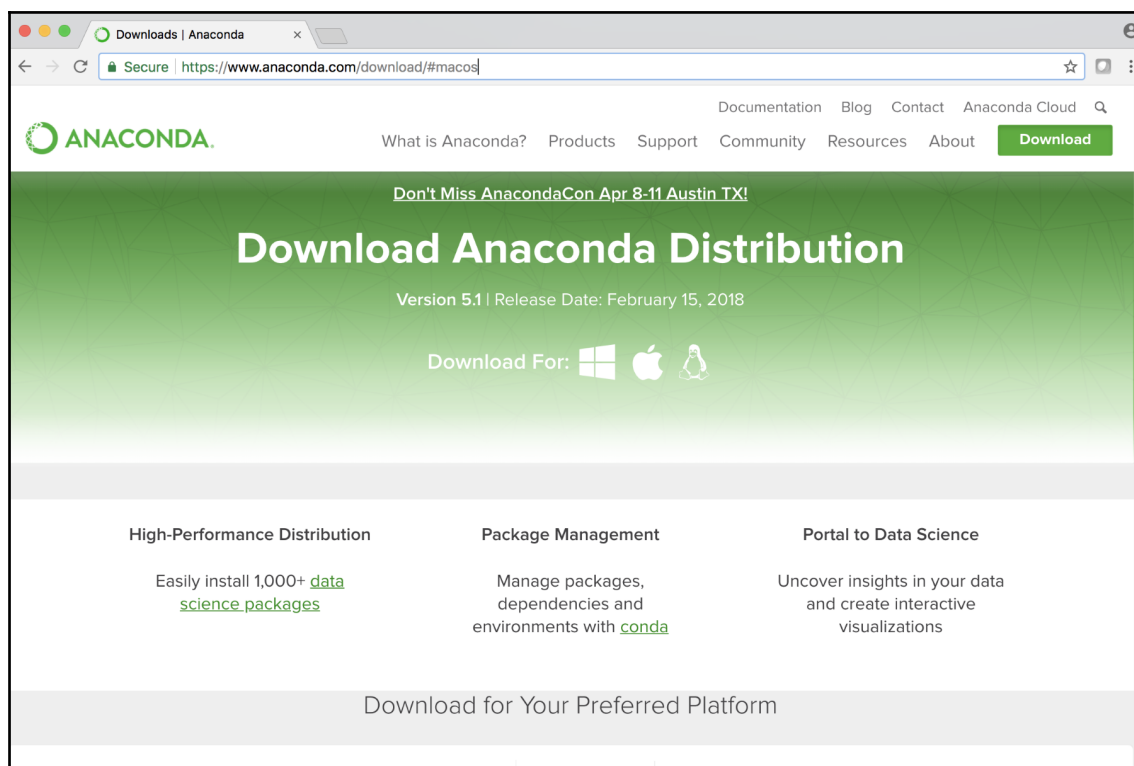 Downloads | Anaconda
Secure https://www.anaconda.com/download/#macos
Documentation Blog Contact Anaconda Cloud
ANACONDA.
What is Anaconda? Products Support Community Resources About Download
Don't Miss AnacondaCon Apr 8-11 Austin TX!
Download Anaconda Distribution
Version 5.1 | Release Date: February 15, 2018
Download For:
High-Performance Distribution
Easily install 1,000+ data
science packages
Package Management
Manage packages,
dependencies and
environments with conda
Portal to Data Science
Uncover insights in your data
and create interactive
visualizations
Download for Your Preferred Platform